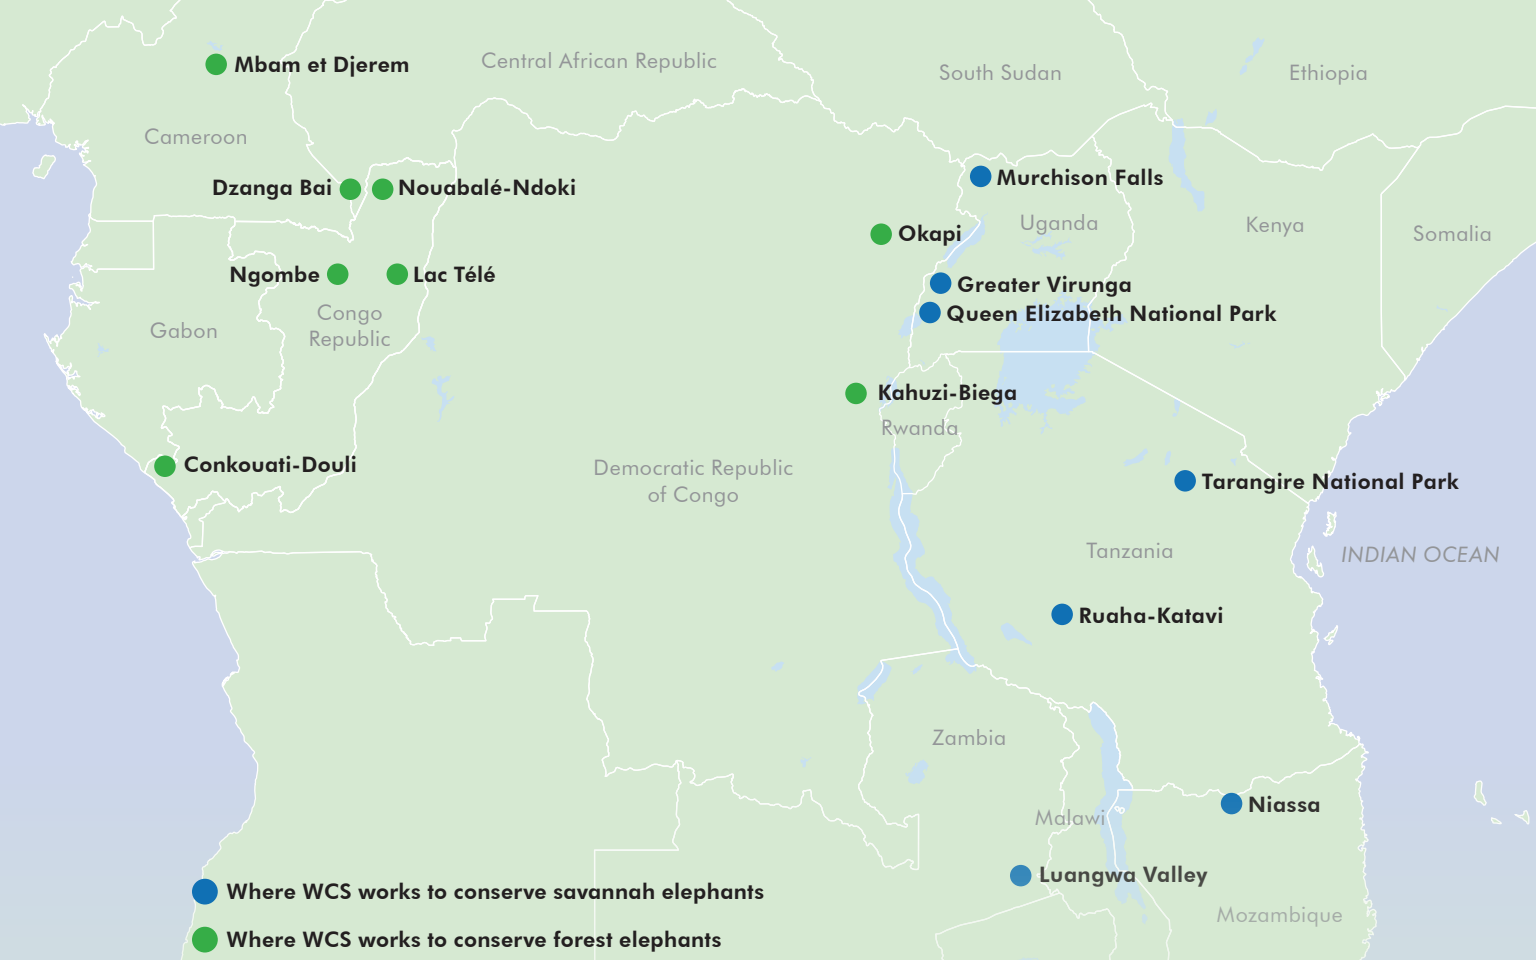 Mbam et Djerem
Central African Republic
South Sudan
Ethiopia
Cameroon
Dzanga Bai
Nouabalé-Ndoki
Murchison Falls
Okapi
Uganda
Kenya
Somalia
Ngombe
Lac Télé
Greater Virunga
Queen Elizabeth National Park
Gabon
Congo
Republic
Kahuzi-Biega
Rwanda
Conkouati-Douli
Democratic Republic
of Congo
Tarangire National Park
Tanzania
INDIAN OCEAN
Ruaha-Katavi
Zambia
Malawi
Niassa
Luangwa Valley
Mozambique
Where WCS works to conserve savannah elephants
Where WCS works to conserve forest elephants